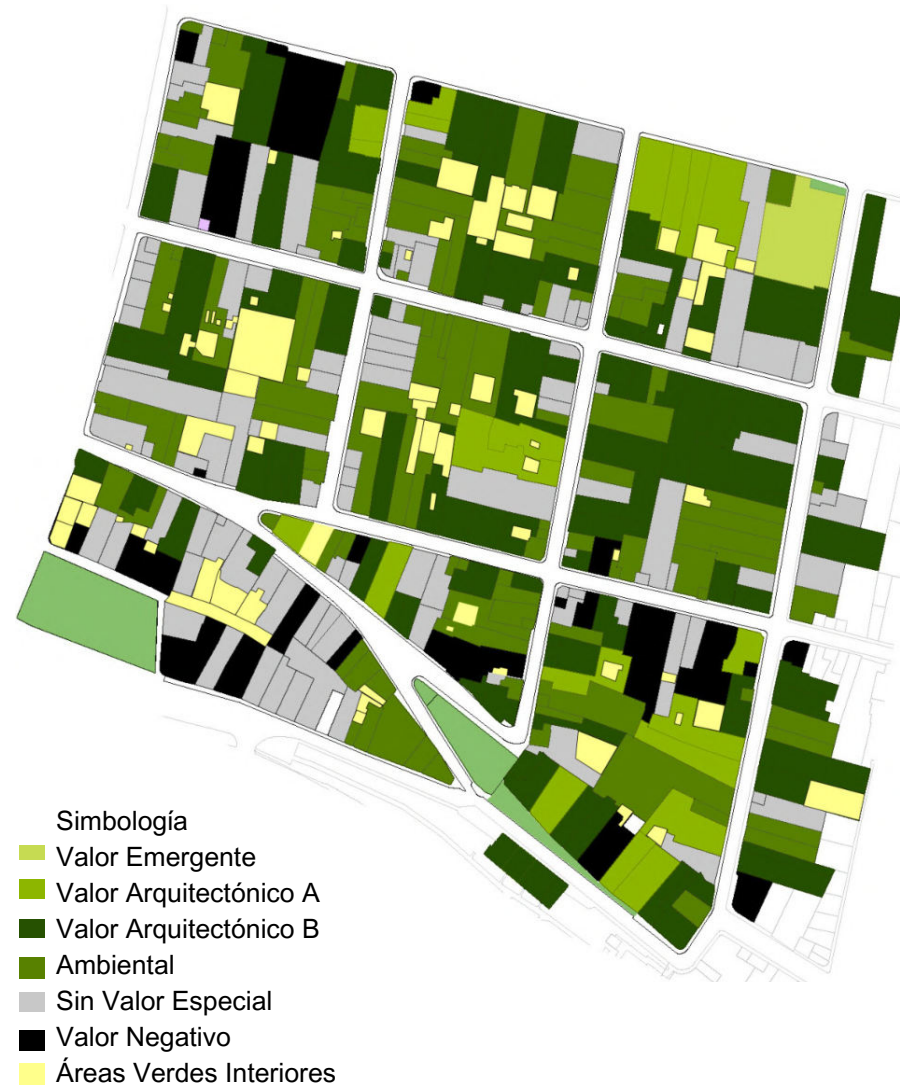 Simbología
Valor Emergente
Valor Arquitectónico A
Valor Arquitectónico B
Ambiental
Sin Valor Especial
Valor Negativo
Áreas Verdes Interiores